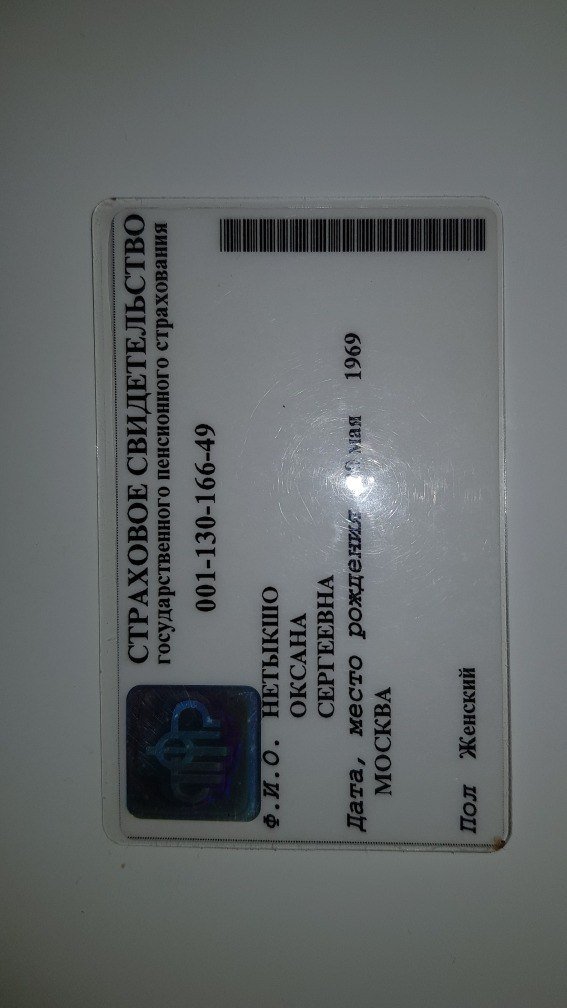 СТРАХОВОЕ СВИДЕТЕЛЬСТВО
государственного пенсионного страхования
001-130-166-49
Ф.И.О. НЕТЫКШО
ОКСАНА
СЕРГЕЕВНА
Дата, место рождения мая 1969
МОСКВА
Пол Женский